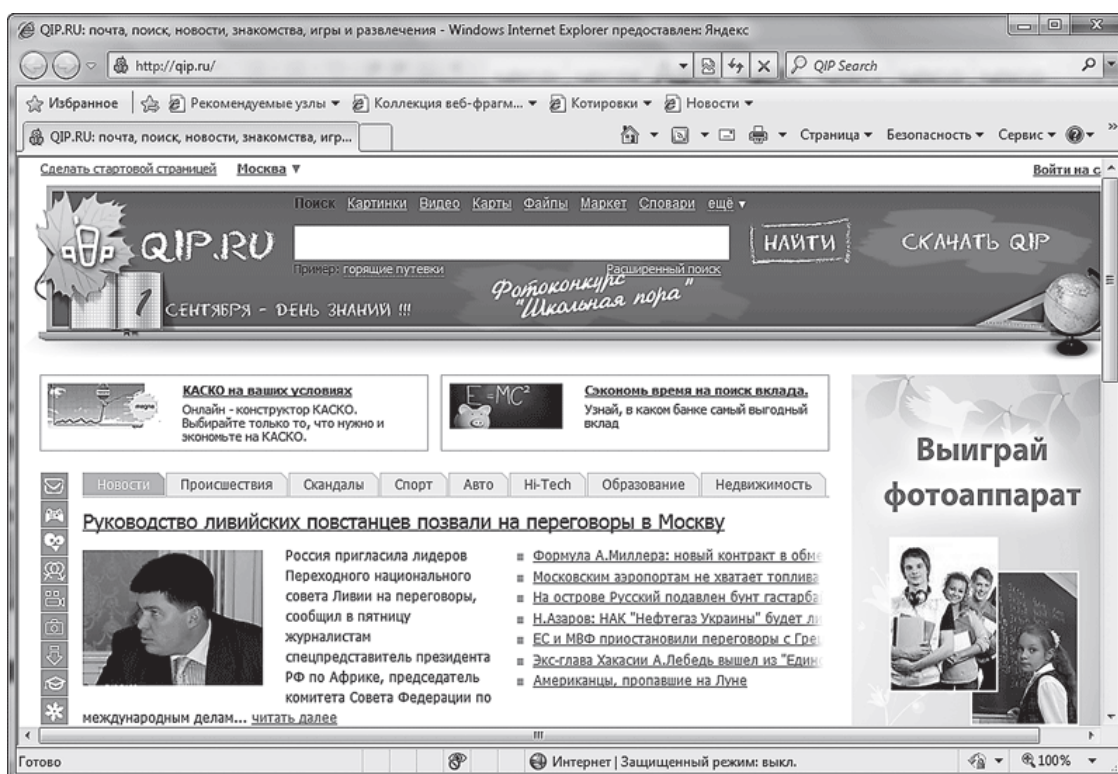 QIP.RU: почта, поиск, новости, знакомства, игры и развлечения - Windows Internet Explorer предоставлен: Яндекс
http://qip.ru/
QIP Search
Избранное
Рекомендуемые узлы
Коллекция веб-фрагм...
Котировки
Новости
QIP.RU: почта, поиск, новости, знакомства, игр...
Страница
Безопасность
Сервис
Сделать стартовой страницей
Москва
Войти на с
Поиск Картинки Видео Карты Файлы Маркет Словари ещё
QIP.RU
НАЙТИ
СКАЧАТЬ QIP
Пример: горящие путевки
Расширенный поиск
1 СЕНТЯБРЯ - ДЕНЬ ЗНАНИЙ !!!
Фотоконкурс
"Школьная пора"
КАСКО на ваших условиях
Онлайн - конструктор КАСКО.
Выбирайте только то, что нужно и
экономьте на КАСКО.
E=MC²
Сэкономь время на поиск вклада.
Узнай, в каком банке самый выгодный
вклад
Выиграй
фотоаппарат
Новости Происшествия Скандалы Спорт Авто Hi-Tech Образование Недвижимость
Руководство ливийских повстанцев позвали на переговоры в Москву
Россия пригласила лидеров
Переходного национального
совета Ливии на переговоры,
сообщил в пятницу
журналистам
спецпредставитель президента
РФ по Африке, председатель
комитета Совета Федерации по
международным делам... читать далее
Формула А.Миллера: новый контракт в обме
Московским аэропортам не хватает топлива
На острове Русский подавлен бунт гастарба
Н.Азаров: НАК "Нефтегаз Украины" будет ли
ЕС и МВФ приостановили переговоры с Гре
Экс-глава Хакасии А.Лебедь вышел из "Един
Американцы, пропавшие на Луне
Готово
Интернет | Защищенный режим: выкл.
100%